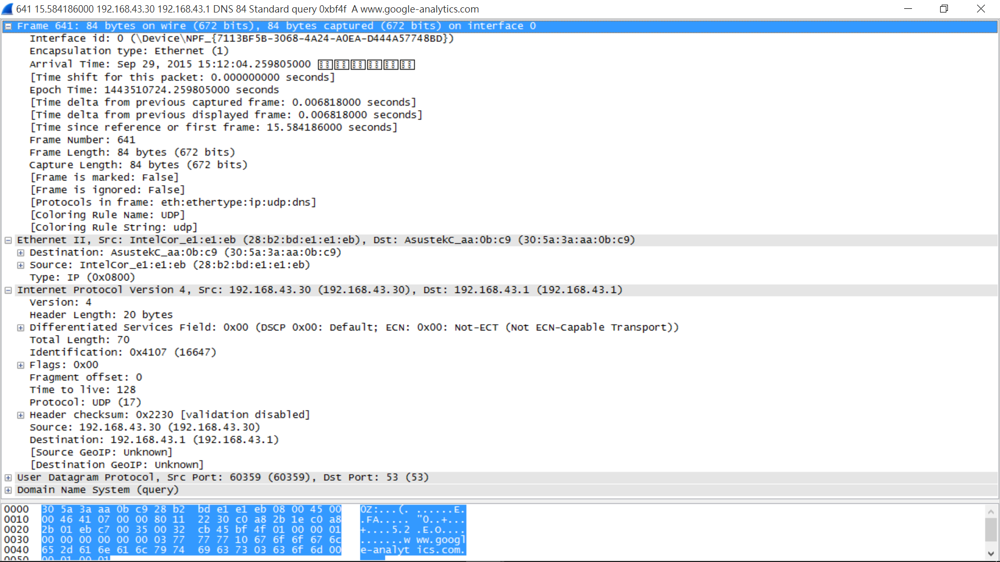 641 15.584186000 192.168.43.30 192.168.43.1 DNS 84 Standard query 0xbf4f A www.google-analytics.com
Frame 641: 84 bytes on wire (672 bits), 84 bytes captured (672 bits) on interface 0
Interface id: 0 (\Device\NPF_{7113BF5B-3068-4A24-A0EA-D444A57748BD})
Encapsulation type: Ethernet (1)
Arrival Time: Sep 29, 2015 15:12:04.259805000
[Time shift for this packet: 0.000000000 seconds]
Epoch Time: 1443510724.259805000 seconds
[Time delta from previous captured frame: 0.006818000 seconds]
[Time delta from previous displayed frame: 0.006818000 seconds]
[Time since reference or first frame: 15.584186000 seconds]
Frame Number: 641
Frame Length: 84 bytes (672 bits)
Capture Length: 84 bytes (672 bits)
[Frame is marked: False]
[Frame is ignored: False]
[Protocols in frame: eth:ethertype:ip:udp:dns]
[Coloring Rule Name: UDP]
[Coloring Rule String: udp]
Ethernet II, Src: IntelCor_e1:e1:eb (28:b2:bd:e1:e1:eb), Dst: AsustekC_aa:0b:c9 (30:5a:3a:aa:0b:c9)
Destination: AsustekC_aa:0b:c9 (30:5a:3a:aa:0b:c9)
Source: IntelCor_e1:e1:eb (28:b2:bd:e1:e1:eb)
Type: IP (0x0800)
Internet Protocol Version 4, Src: 192.168.43.30 (192.168.43.30), Dst: 192.168.43.1 (192.168.43.1)
Version: 4
Header Length: 20 bytes
Differentiated Services Field: 0x00 (DSCP 0x00: Default; ECN: 0x00: Not-ECT (Not ECN-Capable Transport))
Total Length: 70
Identification: 0x4107 (16647)
Flags: 0x00
Fragment offset: 0
Time to live: 128
Protocol: UDP (17)
Header checksum: 0x2230 [validation disabled]
Source: 192.168.43.30 (192.168.43.30)
Destination: 192.168.43.1 (192.168.43.1)
[Source GeoIP: Unknown]
[Destination GeoIP: Unknown]
User Datagram Protocol, Src Port: 60359 (60359), Dst Port: 53 (53)
Domain Name System (query)
0000 30 5a 3a aa 0b c9 28 b2 bd e1 e1 eb 08 00 45 00 0Z:...(. ......E.
0010 00 46 41 07 00 00 80 11 22 30 c0 a8 2b 1e c0 a8 .FA..... "0..+...
0020 2b 01 eb c7 00 35 00 32 cb 45 bf 4f 01 00 00 01 +....5.2 .E.O....
0030 00 00 00 00 00 00 03 77 77 77 10 67 6f 6f 67 6c .......w ww.googl
0040 65 2d 61 6e 61 6c 79 74 69 63 73 03 63 6f 6d 00 e-analyt ics.com.
0050 00 01 00 01